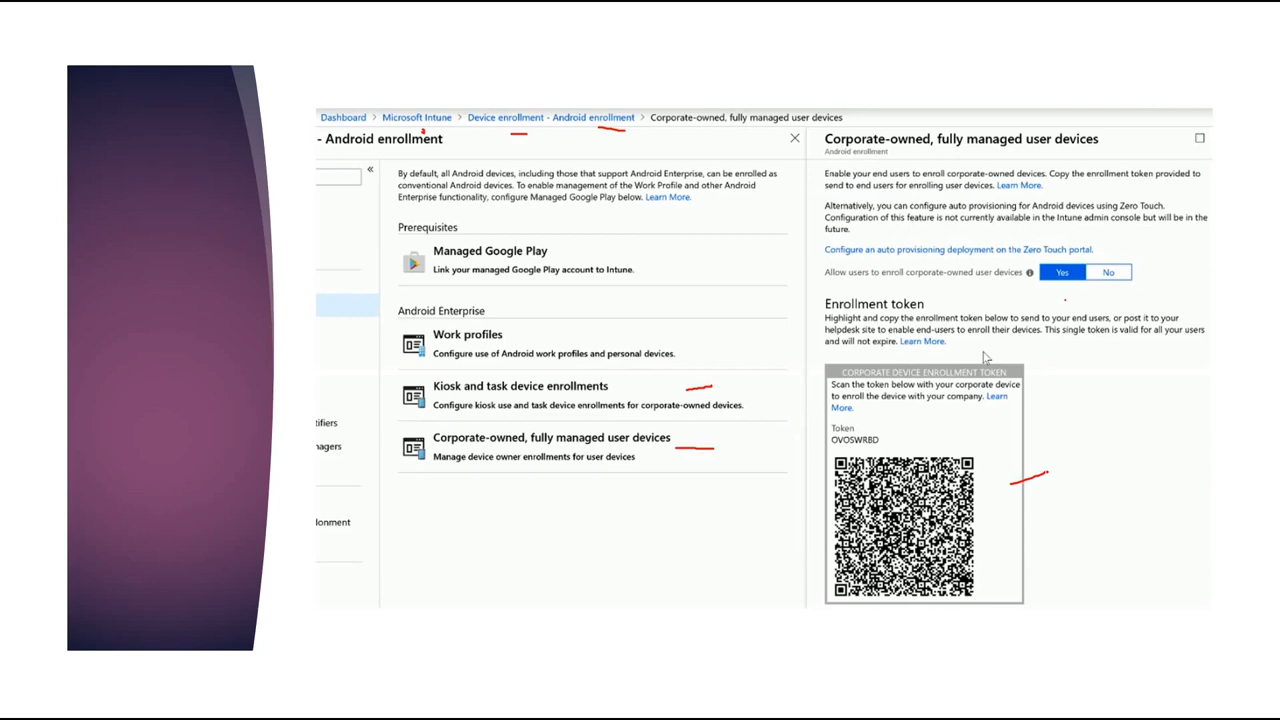 Dashboard > Microsoft Intune > Device enrollment - Android enrollment > Corporate-owned, fully managed user devices
- Android enrollment
«
By default, all Android devices, including those that support Android Enterprise, can be enrolled as
conventional Android devices. To enable management of the Work Profile and other Android
Enterprise functionality, configure Managed Google Play below. Learn More.
Prerequisites
Managed Google Play
Link your managed Google Play account to Intune.
Android Enterprise
Work profiles
Configure use of Android work profiles and personal devices.
Kiosk and task device enrollments
Configure kiosk use and task device enrollments for corporate-owned devices.
Corporate-owned, fully managed user devices
Manage device owner enrollments for user devices
tifiers
nagers
lonment
Corporate-owned, fully managed user devices
Android enrollment
Enable your end users to enroll corporate-owned devices. Copy the enrollment token provided to
send to end users for enrolling user devices. Learn More.
Alternatively, you can configure auto provisioning for Android devices using Zero Touch.
Configuration of this feature is not currently available in the Intune admin console but will be in the
future.
Configure an auto provisioning deployment on the Zero Touch portal.
Allow users to enroll corporate-owned user devices Yes No
Enrollment token
Highlight and copy the enrollment token below to send to your end users, or post it to your
helpdesk site to enable end-users to enroll their devices. This single token is valid for all your users
and will not expire. Learn More.
CORPORATE DEVICE ENROLLMENT TOKEN
Scan the token below with your corporate device
to enroll the device with your company. Learn
More.
Token
OVOSWRBD